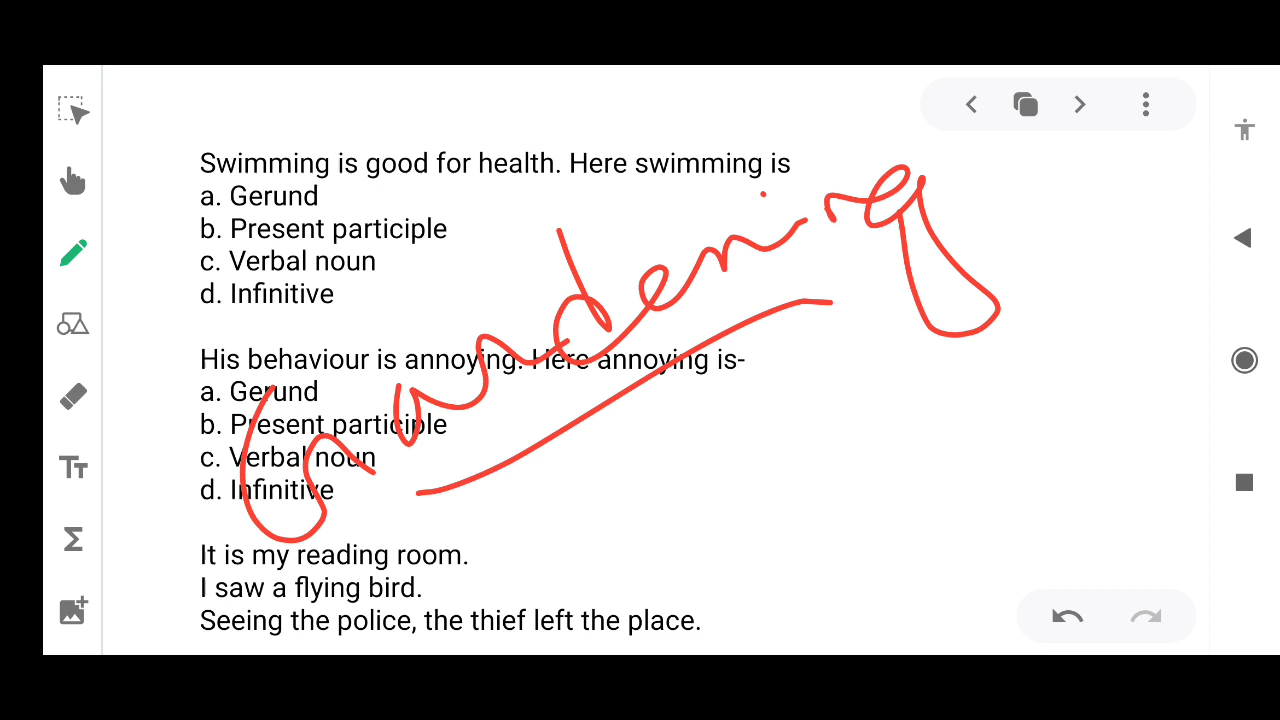 Swimming is good for health. Here swimming is
a. Gerund
b. Present participle
c. Verbal noun
d. Infinitive
Gardening
His behaviour is annoying. Here annoying is-
a. Gerund
b. Present participle
c. Verbal noun
d. Infinitive
It is my reading room.
I saw a flying bird.
Seeing the police, the thief left the place.